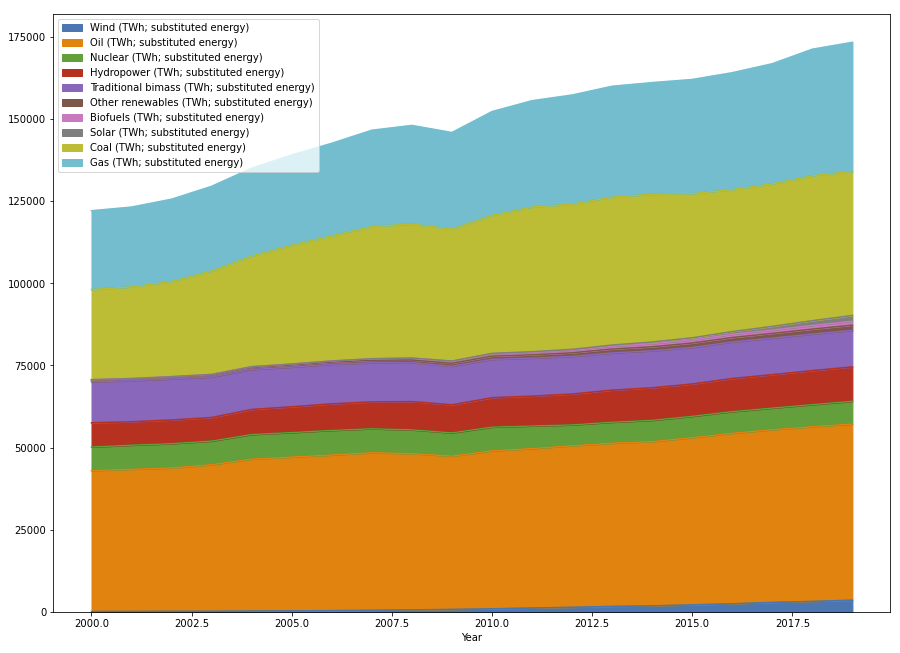 175000
150000
125000
100000
75000
50000
25000
0
Wind (TWh; substituted energy)
Oil (TWh; substituted energy)
Nuclear (TWh; substituted energy)
Hydropower (TWh; substituted energy)
Traditional bimass (TWh; substituted energy)
Other renewables (TWh; substituted energy)
Biofuels (TWh; substituted energy)
Solar (TWh; substituted energy)
Coal (TWh; substituted energy)
Gas (TWh; substituted energy)
2000.0 2002.5 2005.0 2007.5 2010.0 2012.5 2015.0 2017.5
Year